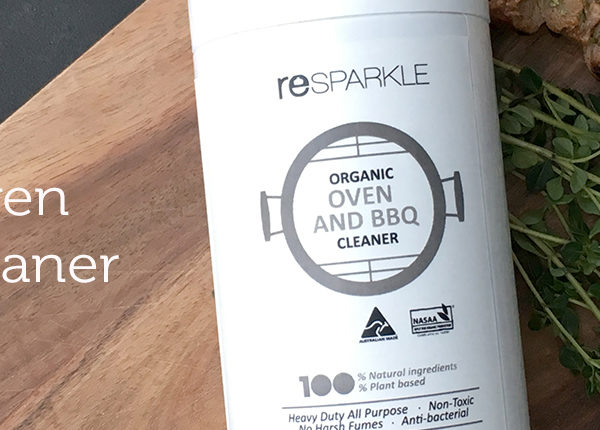 ven
aner
reSPARKLE
ORGANIC
OVEN
AND BBQ
CLEANER
AUSTRALIAN MADE
NASAA
100 % Natural ingredients
% Plant based
Heavy Duty All Purpose · Non-Toxic
No Harsh Fumes · Anti-bacterial